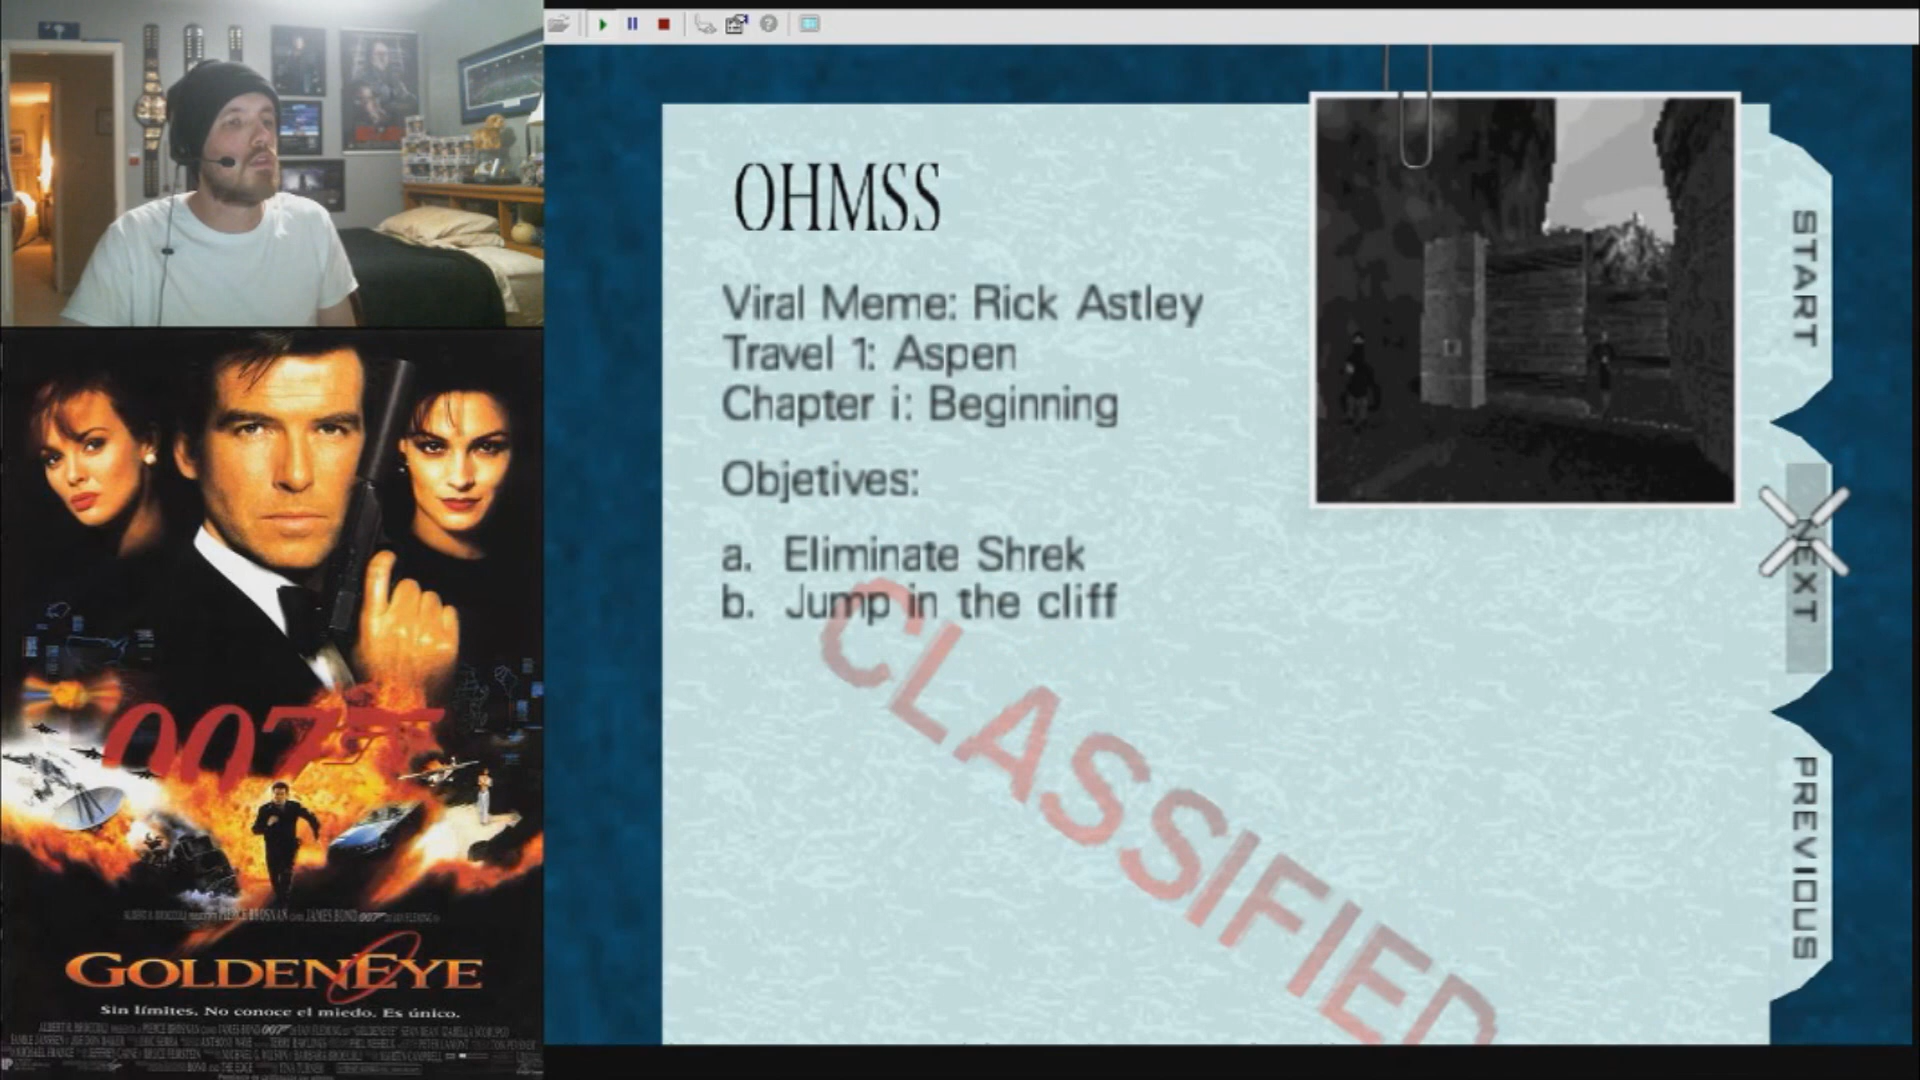 OHMSS
Viral Meme: Rick Astley
Travel 1: Aspen
Chapter i: Beginning
Objetives:
a. Eliminate Shrek
b. Jump in the cliff
CLASSIFIED
START
NEXT
PREVIOUS
007
GOLDENEYE
Sin límites. No conoce el miedo. Es único.